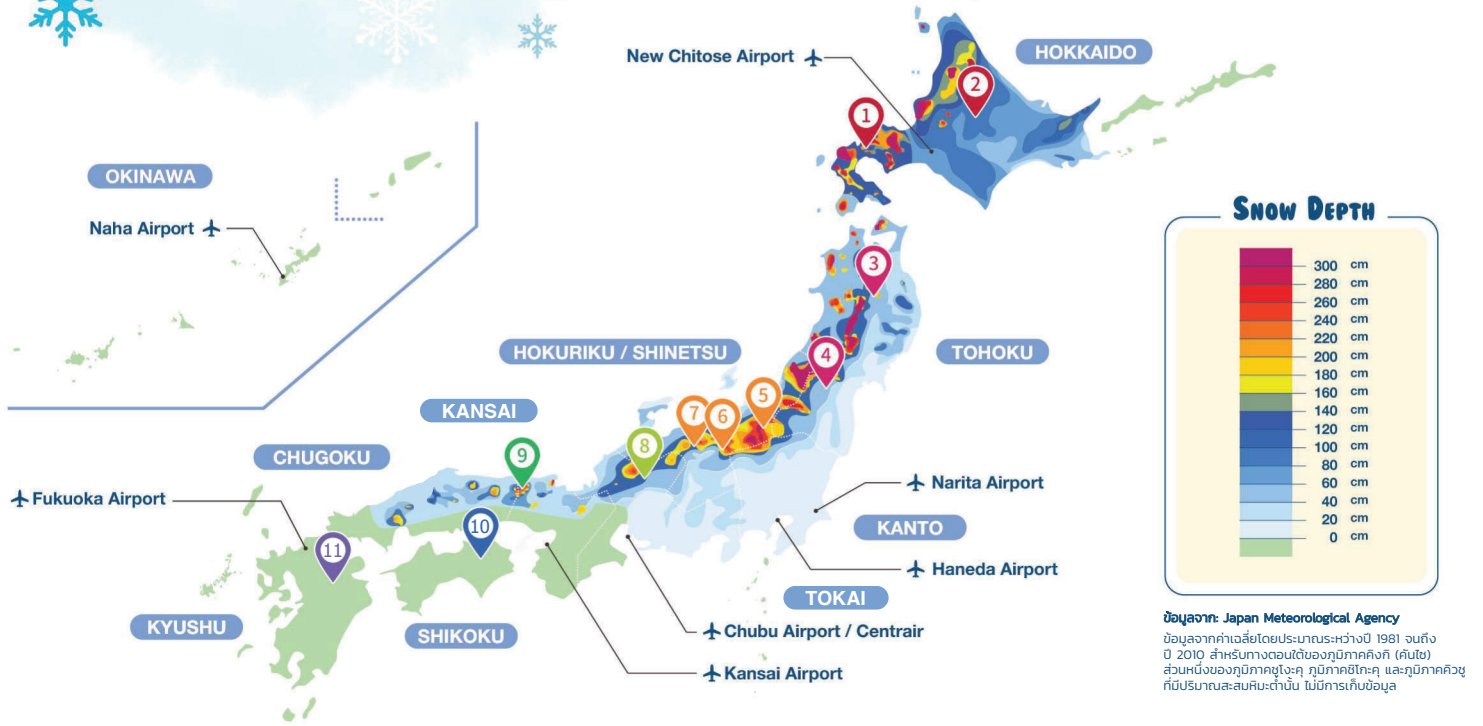 New Chitose Airport
HOKKAIDO
1
2
OKINAWA
Naha Airport
3
HOKURIKU / SHINETSU
TOHOKU
4
5
6
7
8
KANSAI
CHUGOKU
9
Fukuoka Airport
10
11
Narita Airport
KANTO
Haneda Airport
TOKAI
KYUSHU
SHIKOKU
Chubu Airport / Centrair
Kansai Airport
SNOW DEPTH
300 cm
280 cm
260 cm
240 cm
220 cm
200 cm
180 cm
160 cm
140 cm
120 cm
100 cm
80 cm
60 cm
40 cm
20 cm
0 cm
ข้อมูลจาก: Japan Meteorological Agency
ข้อมูลจากค่าเฉลี่ยโดยประมาณระหว่างปี 1981 จนถึง
ปี 2010 สำหรับทางตอนใต้ของภูมิภาคคิงกิ (คันไซ)
ส่วนหนึ่งของภูมิภาคชูโงะคุ ภูมิภาคชิโกะคุ และภูมิภาคคิวชู
ที่มีปริมาณสะสมหิมะต่ำนั้น ไม่มีการเก็บข้อมูล